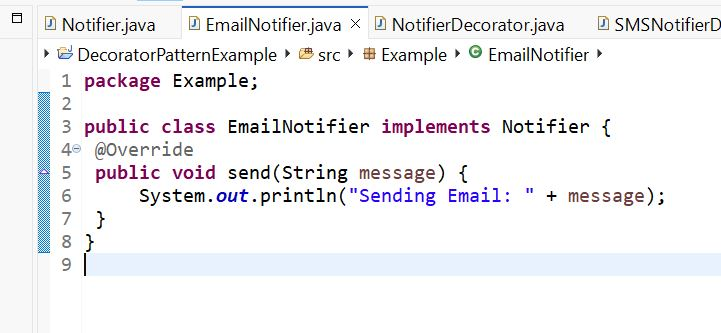 Notifier.java EmailNotifier.java NotifierDecorator.java SMSNotifierD
DecoratorPatternExample src Example EmailNotifier
1 package Example;
2
3 public class EmailNotifier implements Notifier {
4 @Override
5 public void send(String message) {
6 System.out.println("Sending Email: " + message);
7 }
8 }
9